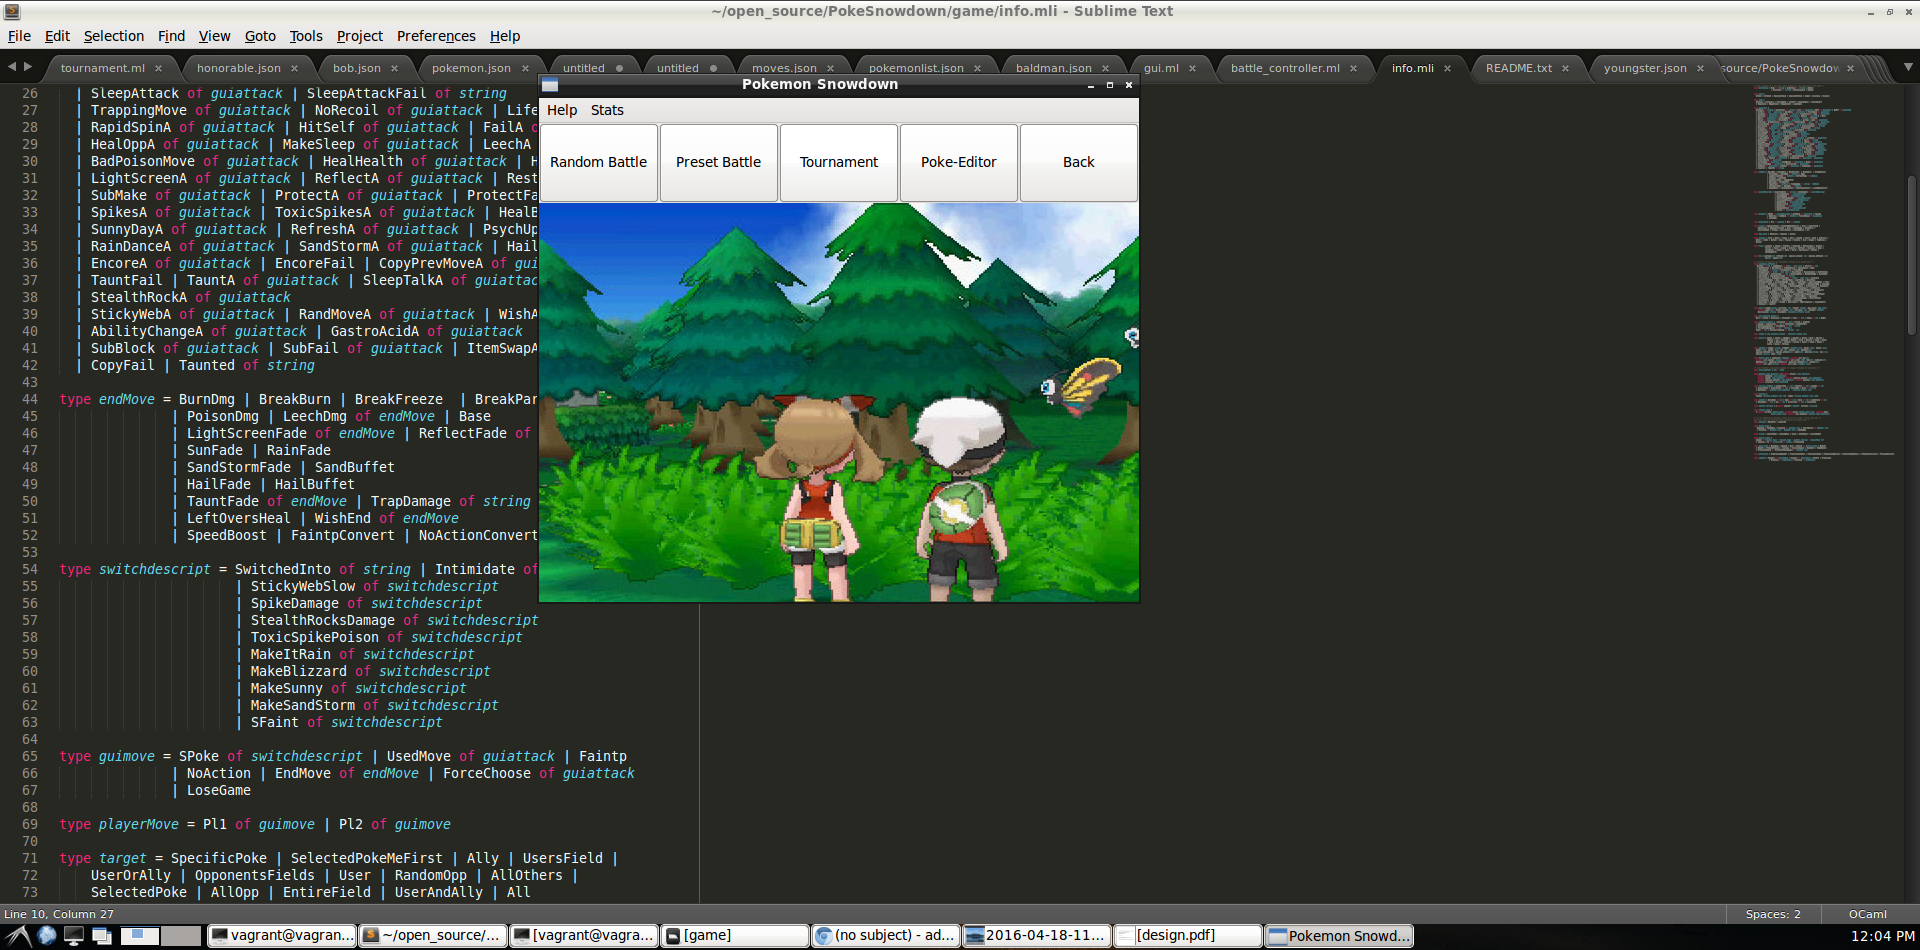 ~/open_source/PokeSnowdown/game/info.mli - Sublime Text
File Edit Selection Find View Goto Tools Project Preferences Help
tournament.ml × honorable.json × bob.json × pokemon.json × untitled untitled moves.json × pokemonlist.json × baldman.json × gui.ml × battle_controller.ml × info.mli × README.txt × youngster.json × source/PokeSnowdow ×
Pokemon Snowdown
Help Stats
Random Battle Preset Battle Tournament Poke-Editor Back
26 | SleepAttack of guiattack | SleepAttackFail of string
27 | TrappingMove of guiattack | NoRecoil of guiattack | Life
28 | RapidSpinA of guiattack | HitSelf of guiattack | FailA
29 | HealOppA of guiattack | MakeSleep of guiattack | LeechA
30 | BadPoisonMove of guiattack | HealHealth of guiattack |
31 | LightScreenA of guiattack | ReflectA of guiattack | Rest
32 | SubMake of guiattack | ProtectA of guiattack | ProtectFa
33 | SpikesA of guiattack | ToxicSpikesA of guiattack | HealB
34 | SunnyDayA of guiattack | RefreshA of guiattack | PsychUp
35 | RainDanceA of guiattack | SandStormA of guiattack | Hail
36 | EncoreA of guiattack | EncoreFail | CopyPrevMoveA of gui
37 | TauntFail | TauntA of guiattack | SleepTalkA of guiattac
38 | StealthRockA of guiattack
39 | StickyWebA of guiattack | RandMoveA of guiattack | WishA
40 | AbilityChangeA of guiattack | GastroAcidA of guiattack
41 | SubBlock of guiattack | SubFail of guiattack | ItemSwapA
42 | CopyFail | Taunted of string
43
44 type endMove = BurnDmg | BreakBurn | BreakFreeze | BreakPar
45 | PoisonDmg | LeechDmg of endMove | Base
46 | LightScreenFade of endMove | ReflectFade of
47 | SunFade | RainFade
48 | SandStormFade | SandBuffet
49 | HailFade | HailBuffet
50 | TauntFade of endMove | TrapDamage of string
51 | LeftOversHeal | WishEnd of endMove
52 | SpeedBoost | FaintpConvert | NoActionConvert
53
54 type switchdescript = SwitchedInto of string | Intimidate of
55 | StickyWebSlow of switchdescript
56 | SpikeDamage of switchdescript
57 | StealthRocksDamage of switchdescript
58 | ToxicSpikePoison of switchdescript
59 | MakeItRain of switchdescript
60 | MakeBlizzard of switchdescript
61 | MakeSunny of switchdescript
62 | MakeSandStorm of switchdescript
63 | SFaint of switchdescript
64
65 type guimove = SPoke of switchdescript | UsedMove of guiattack | Faintp
66 | NoAction | EndMove of endMove | ForceChoose of guiattack
67 | LoseGame
68
69 type playerMove = Pl1 of guimove | Pl2 of guimove
70
71 type target = SpecificPoke | SelectedPokeMeFirst | Ally | UsersField |
72 UserOrAlly | OpponentsFields | User | RandomOpp | AllOthers |
73 SelectedPoke | AllOpp | EntireField | UserAndAlly | All
Line 10, Column 27 Spaces: 2 OCaml
vagrant@vagran... ~/open_source/... [vagrant@vagra... [game] (no subject) - ad... 2016-04-18-11... [design.pdf] Pokemon Snowd... 12:04 PM